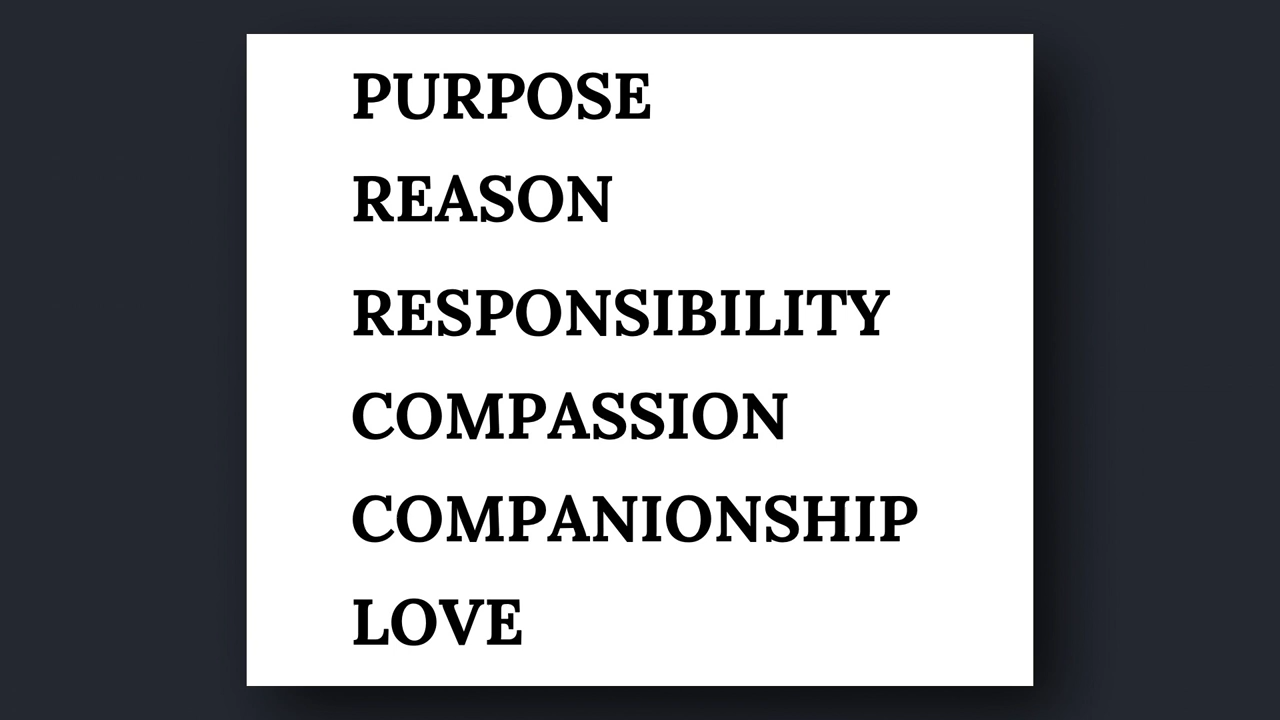 PURPOSE
REASON
RESPONSIBILITY
COMPASSION
COMPANIONSHIP
LOVE